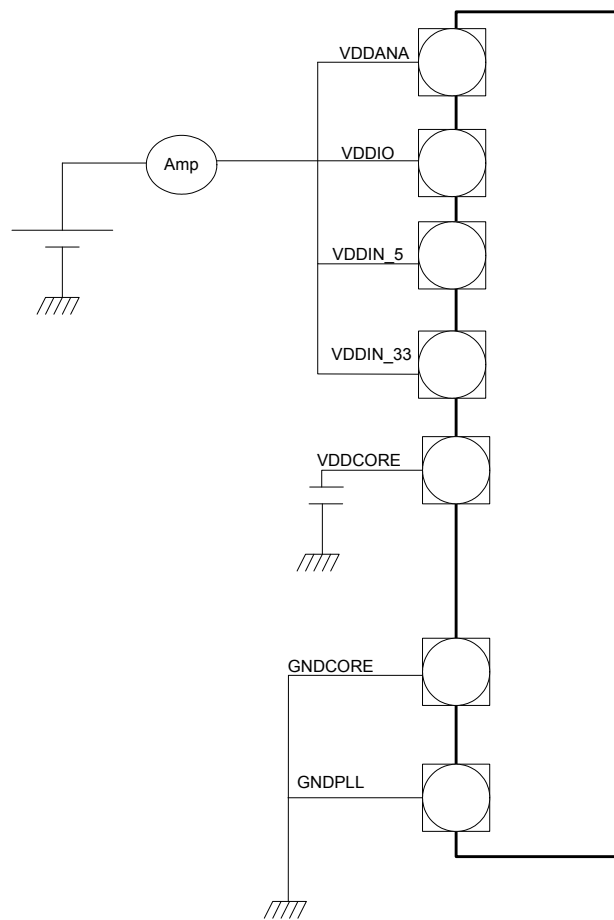 VDDANA
Amp
VDDIO
VDDIN_5
VDDIN_33
VDDCORE
GNDCORE
GNDPLL